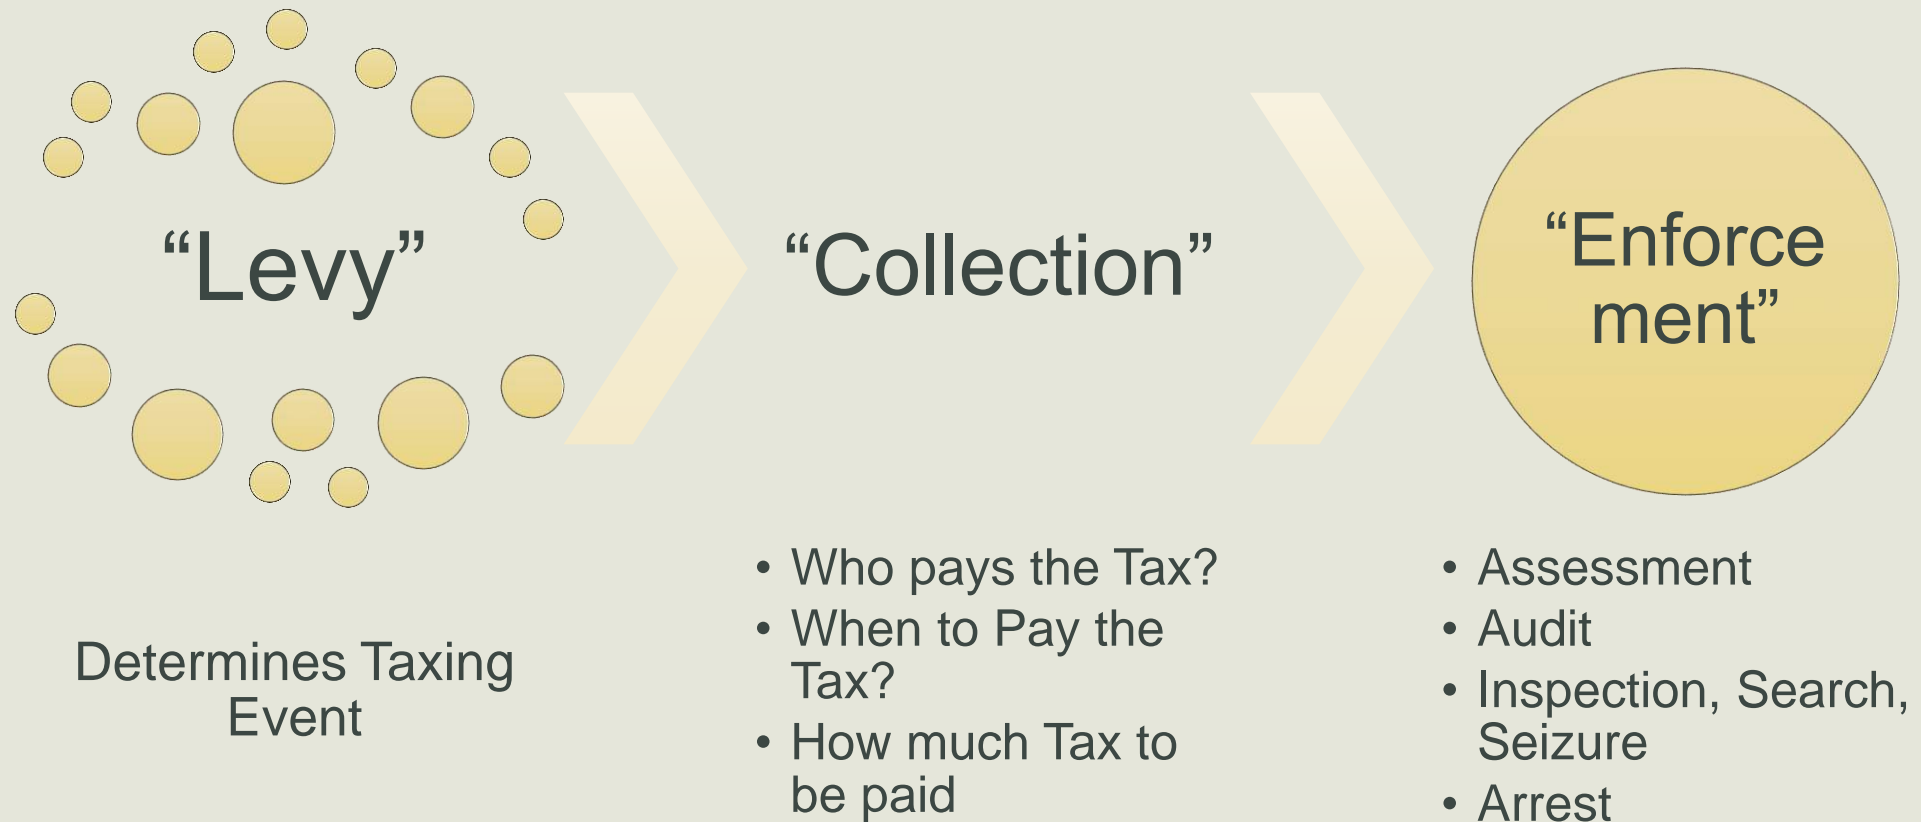 “Levy”
“Collection”
“Enforce
ment”
Determines Taxing
Event
• Who pays the Tax?
• When to Pay the
Tax?
• How much Tax to
be paid
• Assessment
• Audit
• Inspection, Search,
Seizure
• Arrest